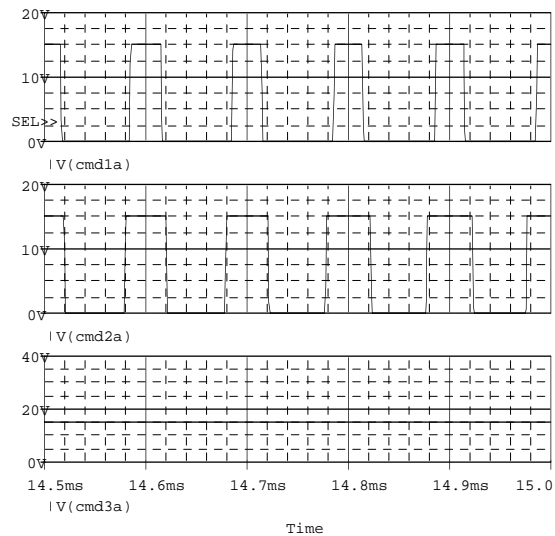 20V
10V
SEL>>
0V
V(cmd1a)
20V
10V
0V
V(cmd2a)
40V
20V
0V
14.5ms 14.6ms 14.7ms 14.8ms 14.9ms 15.0
V(cmd3a)
Time